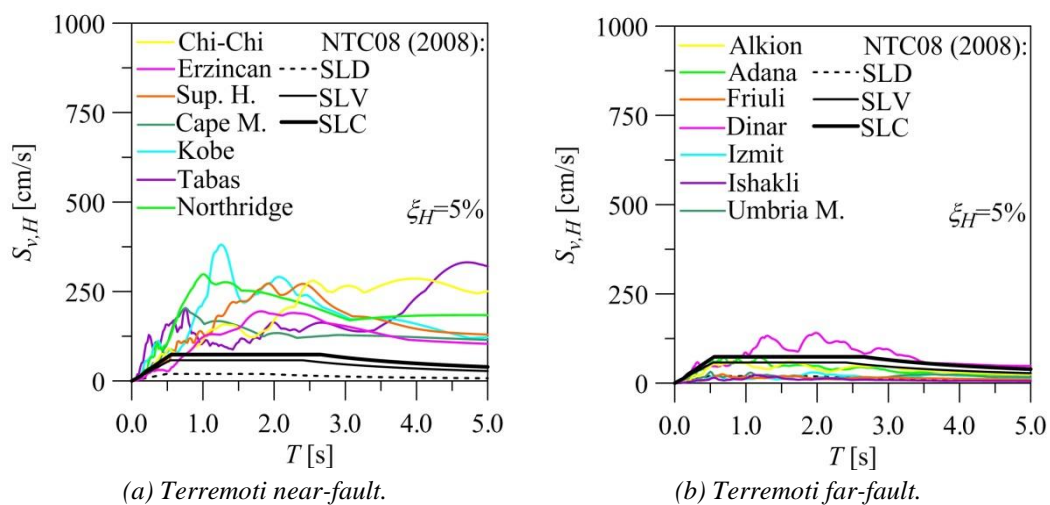 1000
750
500
250
0
S_{v,H} [cm/s]
Chi-Chi
Erzincan
Sup. H.
Cape M.
Kobe
Tabas
Northridge
NTC08 (2008):
SLD
SLV
SLC
ξ_H=5%
0.0 1.0 2.0 3.0 4.0 5.0
T [s]
(a) Terremoti near-fault.
1000
750
500
250
0
S_{v,H} [cm/s]
Alkion
Adana
Friuli
Dinar
Izmit
Ishakli
Umbria M.
NTC08 (2008):
SLD
SLV
SLC
ξ_H=5%
0.0 1.0 2.0 3.0 4.0 5.0
T [s]
(b) Terremoti far-fault.